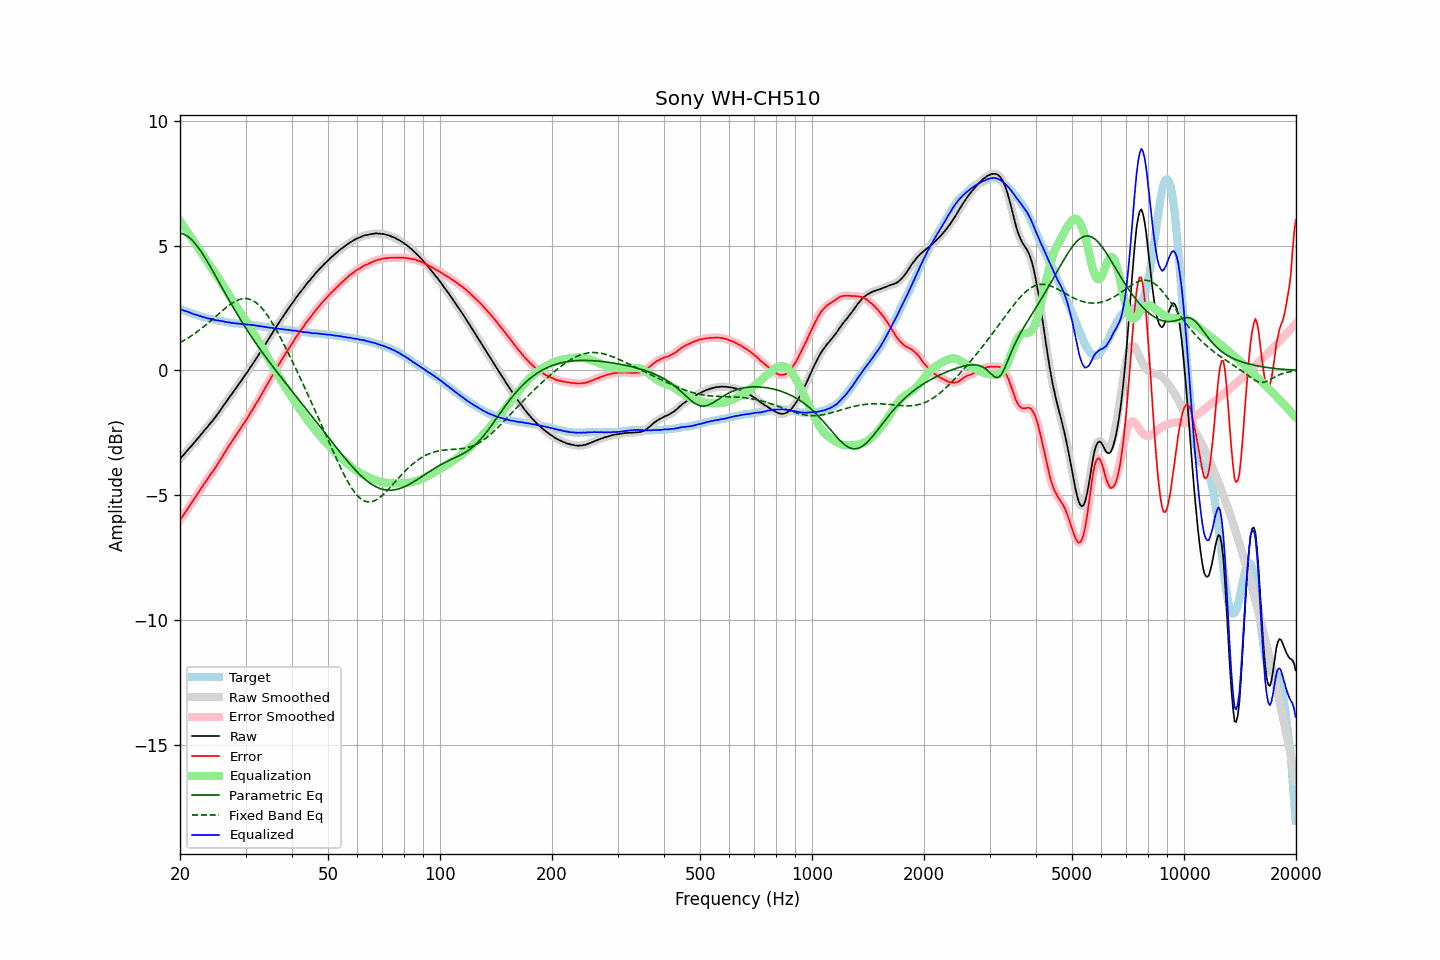 Sony WH-CH510
10
5
0
−5
−10
−15
Amplitude (dBr)
Target
Raw Smoothed
Error Smoothed
Raw
Error
Equalization
Parametric Eq
Fixed Band Eq
Equalized
20 50 100 200 500 1000 2000 5000 10000 20000
Frequency (Hz)